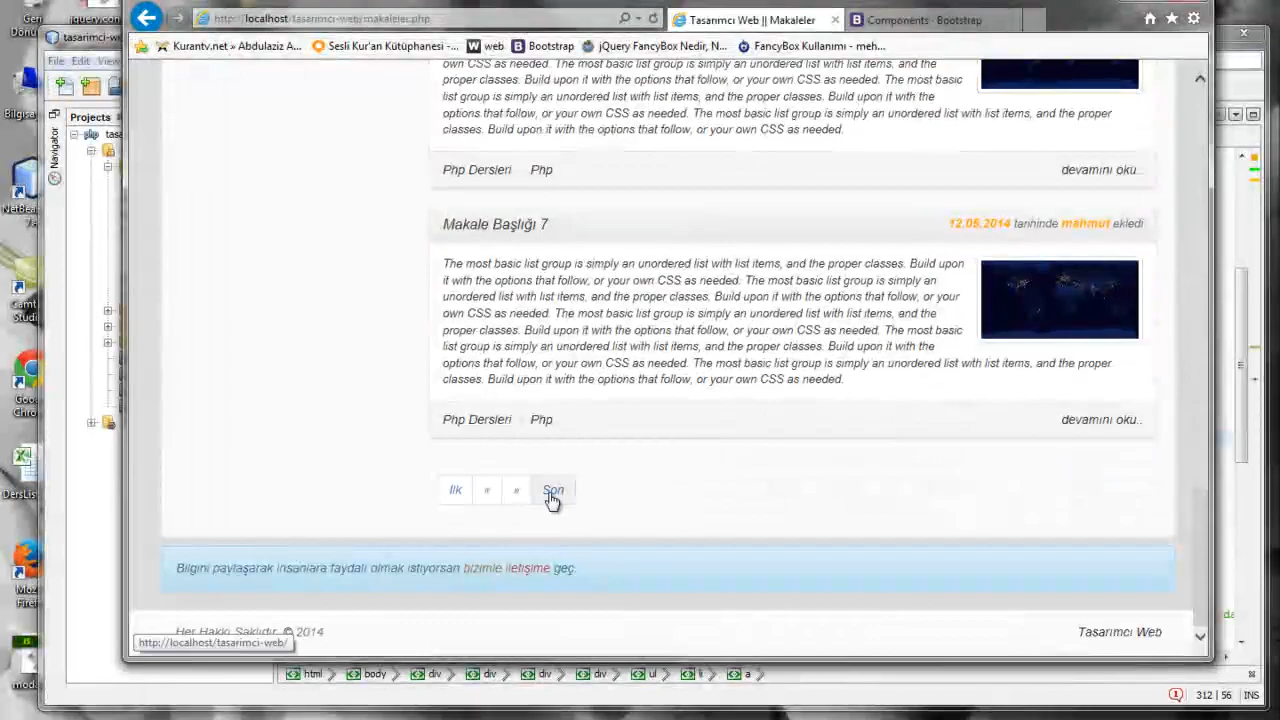 http://localhost/tasarimci-web/makaleler.php
Tasarımcı Web || Makaleler
Components · Bootstrap
Kurantv.net » Abdulaziz A...
Sesli Kur'an Kütüphanesi -...
web
Bootstrap
jQuery FancyBox Nedir, N...
FancyBox Kullanımı - meh...
tasarimci-we
File Edit View
Projects
Navigator
own CSS as needed. The most basic list group is simply an unordered list with list items, and the
proper classes. Build upon it with the options that follow, or your own CSS as needed. The most basic
list group is simply an unordered list with list items, and the proper classes. Build upon it with the
options that follow, or your own CSS as needed. The most basic list group is simply an unordered list with list items, and the proper
classes. Build upon it with the options that follow, or your own CSS as needed.
Php Dersleri Php devamını oku..
Makale Başlığı 7
12.05.2014 tarihinde mahmut ekledi
The most basic list group is simply an unordered list with list items, and the proper classes. Build upon
it with the options that follow, or your own CSS as needed. The most basic list group is simply an
unordered list with list items, and the proper classes. Build upon it with the options that follow, or your
own CSS as needed. The most basic list group is simply an unordered list with list items, and the
proper classes. Build upon it with the options that follow, or your own CSS as needed. The most basic
list group is simply an unordered list with list items, and the proper classes. Build upon it with the
options that follow, or your own CSS as needed. The most basic list group is simply an unordered list with list items, and the proper
classes. Build upon it with the options that follow, or your own CSS as needed.
Php Dersleri Php devamını oku..
İlk « » Son
Bilgini paylaşarak insanlara faydalı olmak istiyorsan bizimle iletişime geç.
Her Hakkı Saklıdır. © 2014
Tasarımcı Web
http://localhost/tasarimci-web/
html body div div div div ul li a
312 | 56 INS